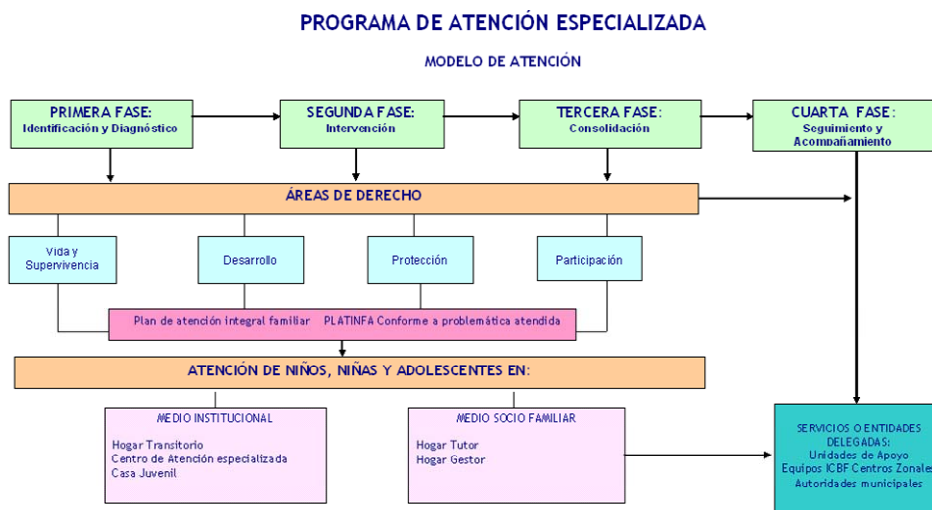 PROGRAMA DE ATENCIÓN ESPECIALIZADA
MODELO DE ATENCIÓN
PRIMERA FASE:
Identificación y Diagnóstico
SEGUNDA FASE:
Intervención
TERCERA FASE:
Consolidación
CUARTA FASE:
Seguimiento y
Acompañamiento
ÁREAS DE DERECHO
Vida y
Supervivencia
Desarrollo
Protección
Participación
Plan de atención integral familiar PLATINFA Conforme a problemática atendida
ATENCIÓN DE NIÑOS, NIÑAS Y ADOLESCENTES EN:
MEDIO INSTITUCIONAL
Hogar Transitorio
Centro de Atención especializada
Casa Juvenil
MEDIO SOCIO FAMILIAR
Hogar Tutor
Hogar Gestor
SERVICIOS O ENTIDADES
DELEGADAS:
Unidades de Apoyo
Equipos ICBF Centros Zonales
Autoridades municipales